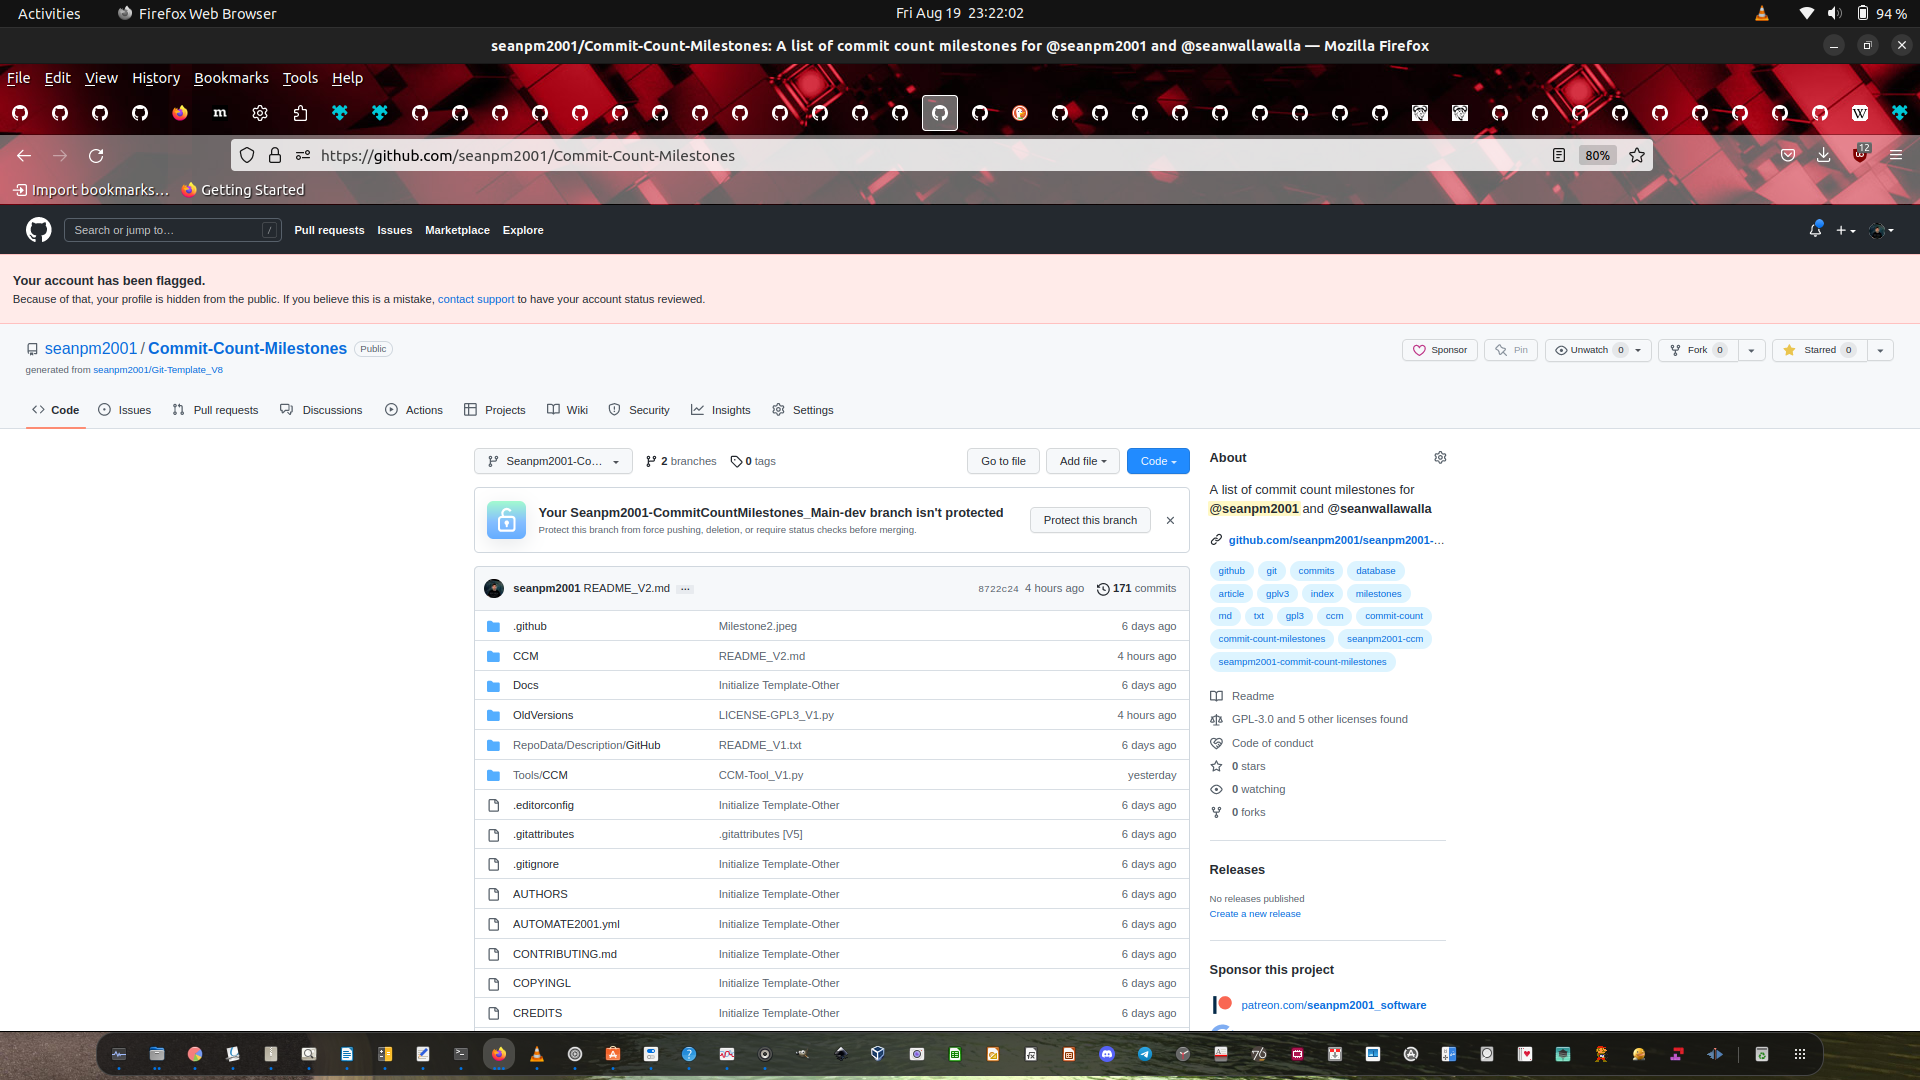 Activities
Firefox Web Browser
Fri Aug 19  23:22:02
94 %
seanpm2001/Commit-Count-Milestones: A list of commit count milestones for @seanpm2001 and @seanwallawalla — Mozilla Firefox
File Edit View History Bookmarks Tools Help
https://github.com/seanpm2001/Commit-Count-Milestones
80%
12
Import bookmarks…
Getting Started
Search or jump to…
/
Pull requests
Issues
Marketplace
Explore
Your account has been flagged.
Because of that, your profile is hidden from the public. If you believe this is a mistake, contact support to have your account status reviewed.
seanpm2001 / Commit-Count-Milestones Public
generated from seanpm2001/Git-Template_V8
Sponsor
Pin
Unwatch 0
Fork 0
Starred 0
Code
Issues
Pull requests
Discussions
Actions
Projects
Wiki
Security
Insights
Settings
Seanpm2001-Co...
2 branches
0 tags
Go to file
Add file
Code
Your Seanpm2001-CommitCountMilestones_Main-dev branch isn't protected
Protect this branch from force pushing, deletion, or require status checks before merging.
Protect this branch
seanpm2001 README_V2.md ...
8722c24 4 hours ago
171 commits
.github Milestone2.jpeg 6 days ago
CCM README_V2.md 4 hours ago
Docs Initialize Template-Other 6 days ago
OldVersions LICENSE-GPL3_V1.py 4 hours ago
RepoData/Description/GitHub README_V1.txt 6 days ago
Tools/CCM CCM-Tool_V1.py yesterday
.editorconfig Initialize Template-Other 6 days ago
.gitattributes .gitattributes [V5] 6 days ago
.gitignore Initialize Template-Other 6 days ago
AUTHORS Initialize Template-Other 6 days ago
AUTOMATE2001.yml Initialize Template-Other 6 days ago
CONTRIBUTING.md Initialize Template-Other 6 days ago
COPYINGL Initialize Template-Other 6 days ago
CREDITS Initialize Template-Other 6 days ago
About
A list of commit count milestones for
@seanpm2001 and @seanwallawalla
github.com/seanpm2001/seanpm2001-...
github git commits database
article gplv3 index milestones
md txt gpl3 ccm commit-count
commit-count-milestones seanpm2001-ccm
seampm2001-commit-count-milestones
Readme
GPL-3.0 and 5 other licenses found
Code of conduct
0 stars
0 watching
0 forks
Releases
No releases published
Create a new release
Sponsor this project
patreon.com/seanpm2001_software